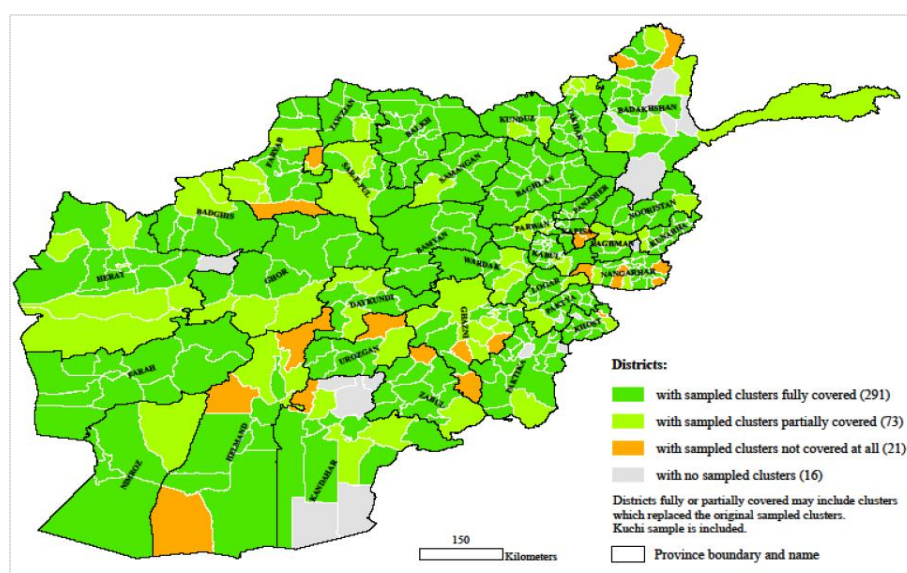 BADAKHSHAN
JAWZJAN
BALKH
KUNDUZ
TAKHAR
FARYAB
SAR-E-PUL
SAMANGAN
BAGHLAN
PANJSHER
NOORISTAN
BADGHIS
PARWAN
KAPISA
KUNARHA
LAGHMAN
BAMYAN
KABUL
HERAT
WARDAK
NANGARHAR
GHOR
LOGAR
DAYKUNDI
PAKTYA
GHAZNI
KHOST
UROZGAN
PAKTIKA
FARAH
ZABUL
HELMAND
NIMROZ
KANDAHAR
Districts:
with sampled clusters fully covered (291)
with sampled clusters partially covered (73)
with sampled clusters not covered at all (21)
with no sampled clusters (16)
Districts fully or partially covered may include clusters
which replaced the original sampled clusters.
Kuchi sample is included.
150
Kilometers
Province boundary and name